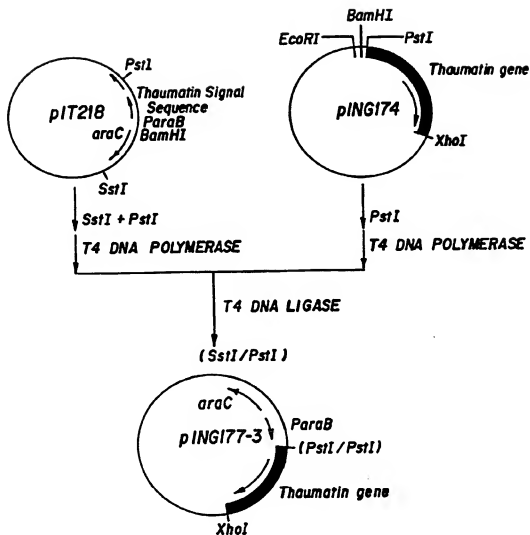 BamHI
EcoRI
PstI
Thaumatin gene
pING174
XhoI
PstI
Thaumatin Signal
Sequence
ParaB
BamHI
araC
pIT218
SstI
SstI + PstI
T4 DNA POLYMERASE
PstI
T4 DNA POLYMERASE
T4 DNA LIGASE
(SstI/PstI)
araC
ParaB
pING177-3
(PstI/PstI)
Thaumatin gene
XhoI